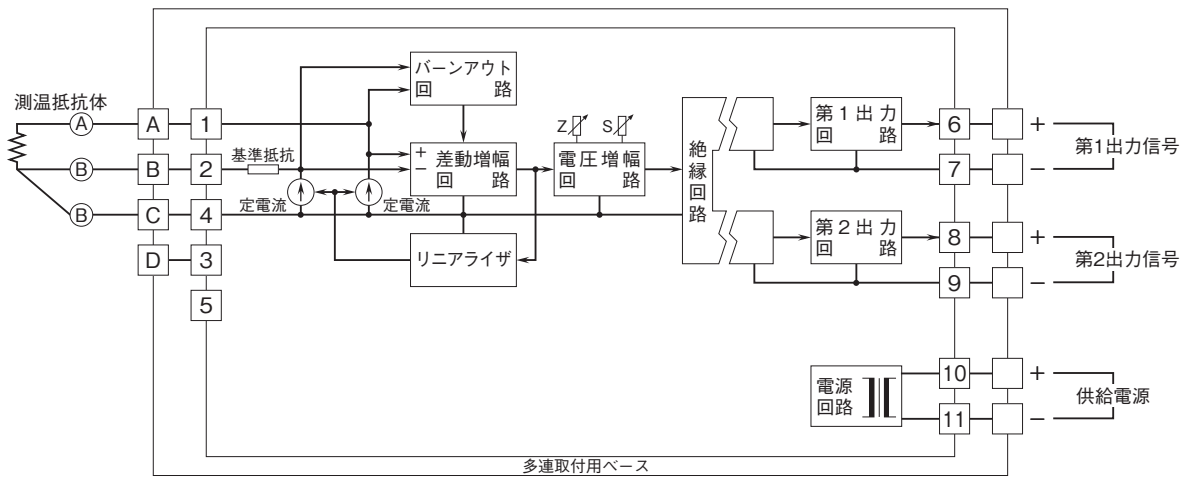 測温抵抗体
A
B
B
A
B
C
D
1
2
4
3
5
基準抵抗
定電流
定電流
バーンアウト
回路
+
−
差動増幅
回路
リニアライザ
Z
S
電圧増幅
回路
絶縁回路
第1出力
回路
第2出力
回路
電源
回路
6
7
8
9
10
11
+
第1出力信号
−
+
第2出力信号
−
+
供給電源
−
多連取付用ベース